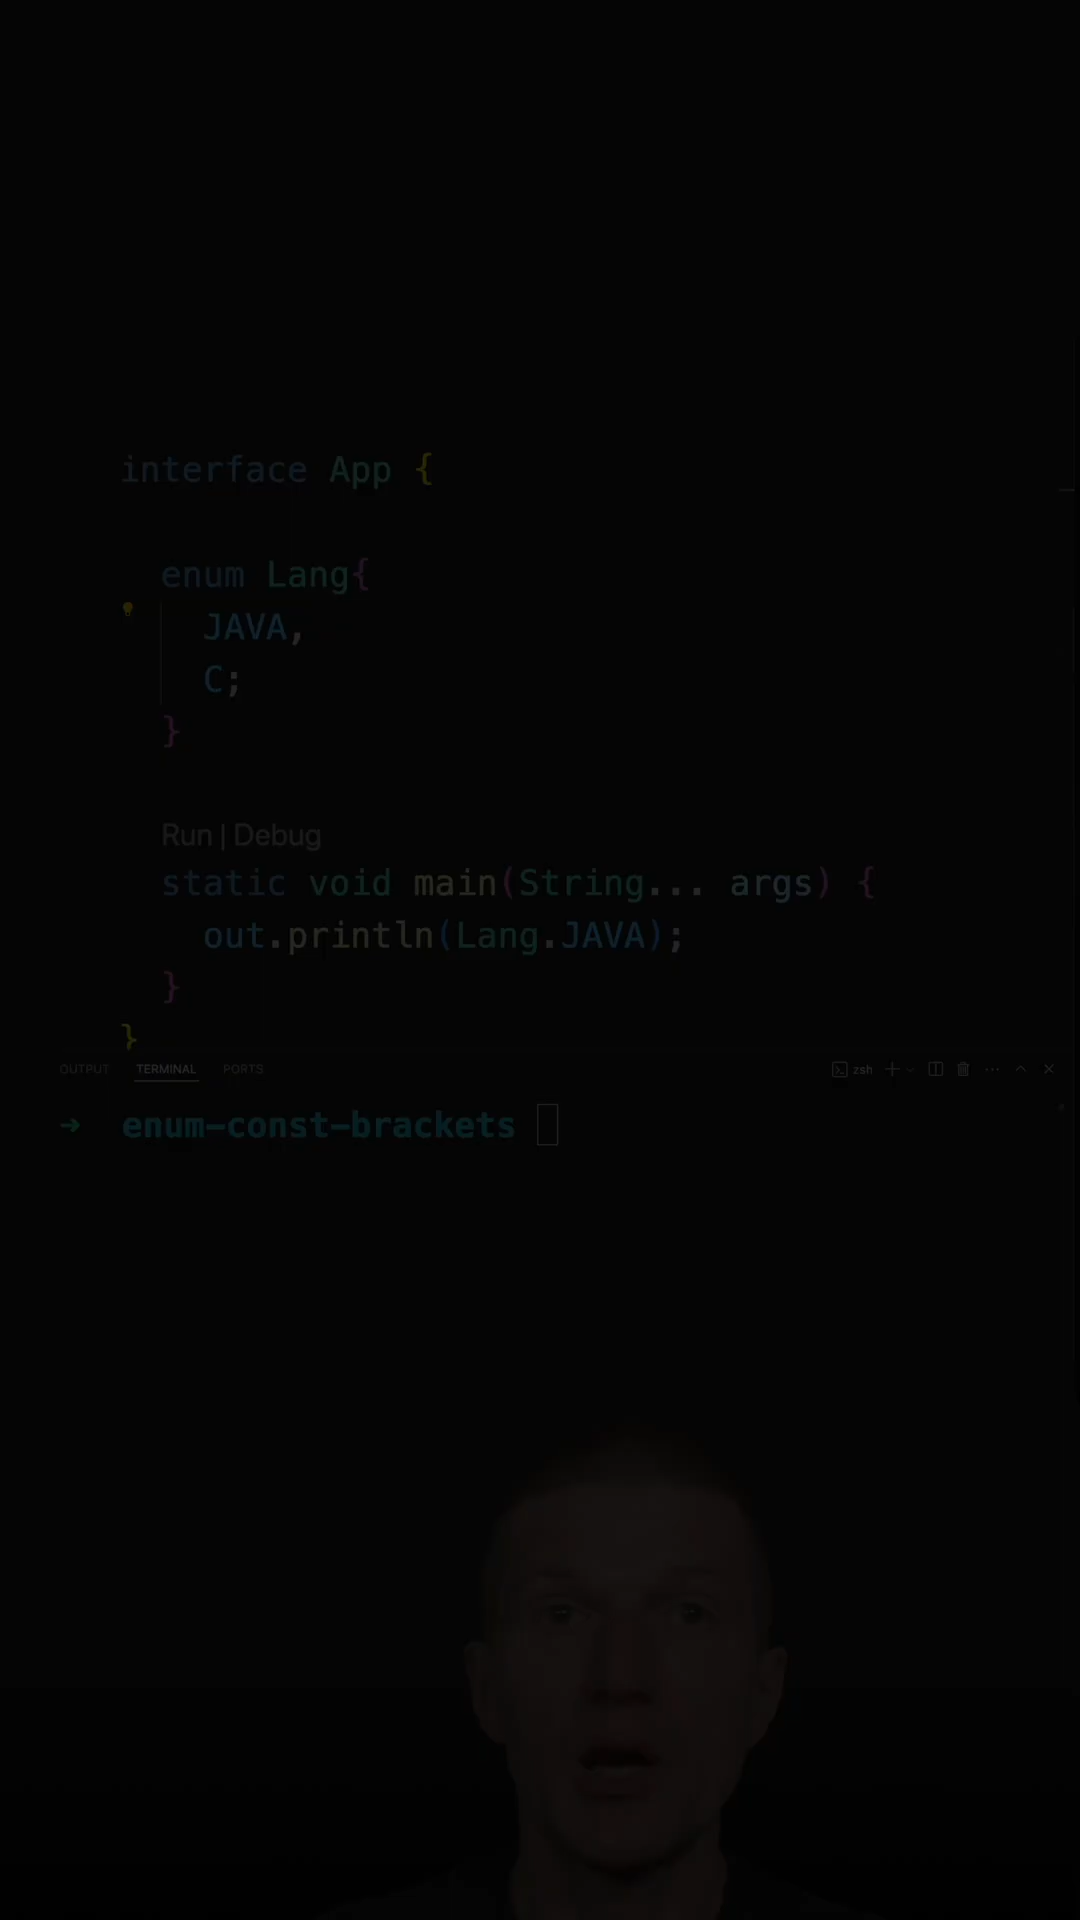 interface App {
enum Lang{
JAVA,
C;
}
Run | Debug
static void main(String... args) {
out.println(Lang.JAVA);
}
}
OUTPUT TERMINAL PORTS zsh
→ enum-const-brackets